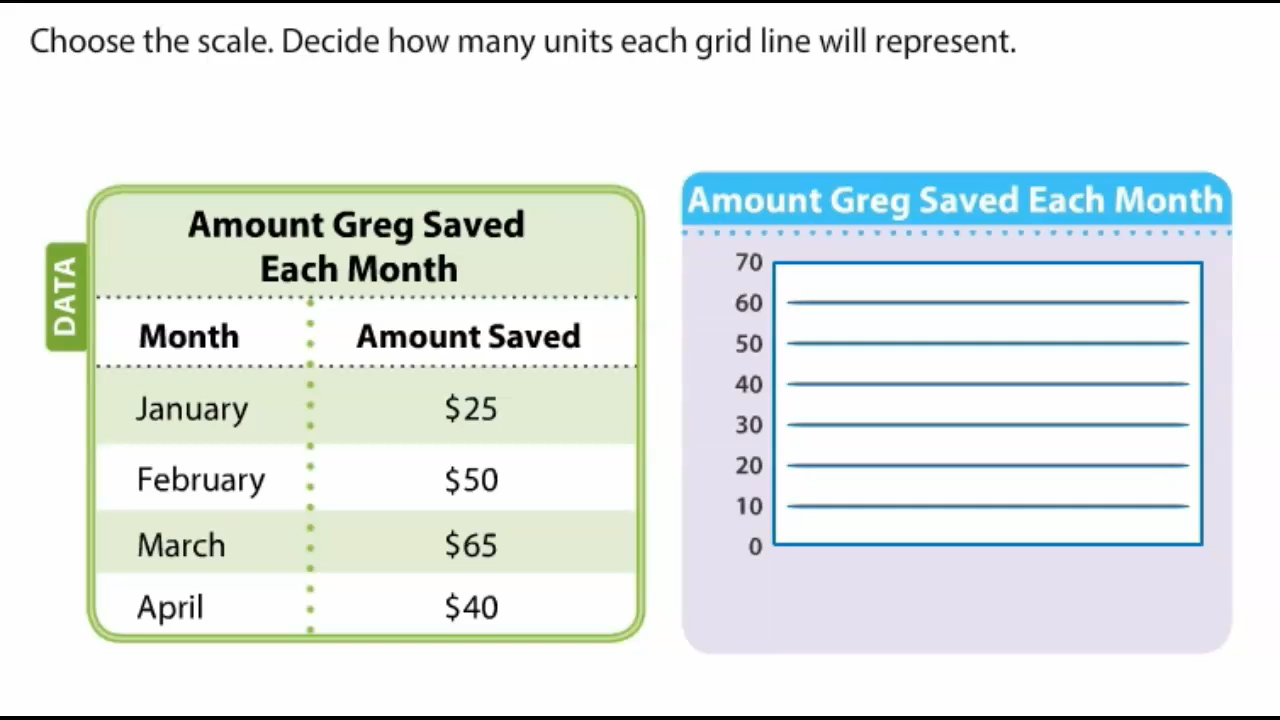 Choose the scale. Decide how many units each grid line will represent.
DATA
Amount Greg Saved
Each Month
Month Amount Saved
January $25
February $50
March $65
April $40
Amount Greg Saved Each Month
70
60
50
40
30
20
10
0